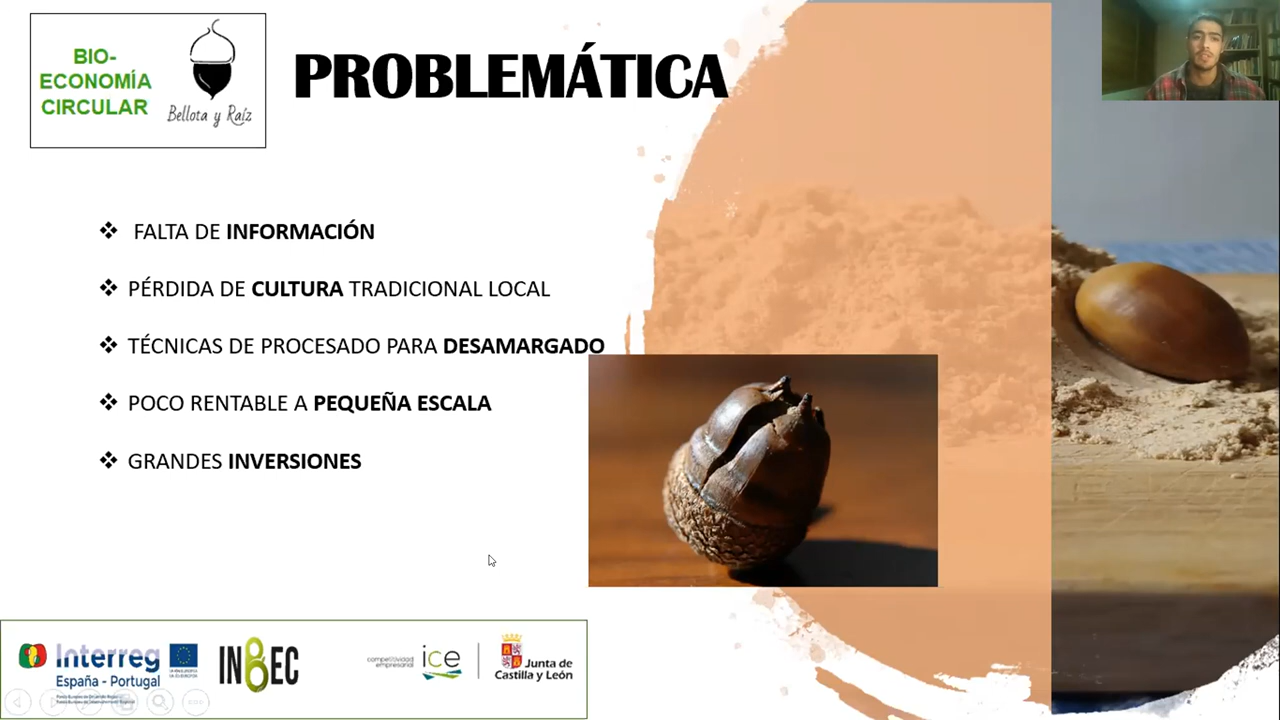 BIO-
ECONOMÍA
CIRCULAR
Bellota y Raíz
PROBLEMÁTICA
FALTA DE INFORMACIÓN
PÉRDIDA DE CULTURA TRADICIONAL LOCAL
TÉCNICAS DE PROCESADO PARA DESAMARGADO
POCO RENTABLE A PEQUEÑA ESCALA
GRANDES INVERSIONES
Interreg
España - Portugal
INBEC
competitividad
empresarial
ice
Junta de
Castilla y León